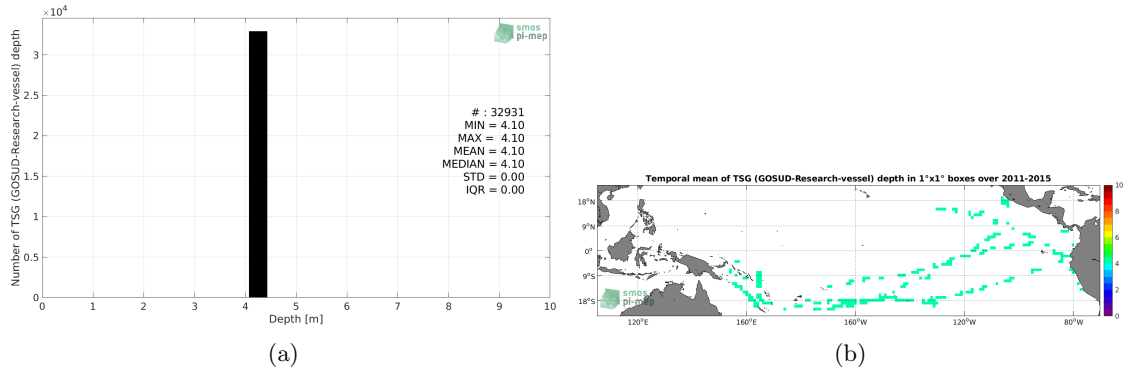 ×10⁴
smos
pi-mep
3
2.5
2
1.5
1
0.5
0
Number of TSG (GOSUD-Research-vessel) depth
# : 32931
MIN = 4.10
MAX = 4.10
MEAN = 4.10
MEDIAN = 4.10
STD = 0.00
IQR = 0.00
0 1 2 3 4 5 6 7 8 9 10
Depth [m]
(a)
Temporal mean of TSG (GOSUD-Research-vessel) depth in 1°x1° boxes over 2011-2015
18°N
9°N
0°
9°S
18°S
smos
pi-mep
120°E 160°E 160°W 120°W 80°W
10
8
6
4
2
0
(b)